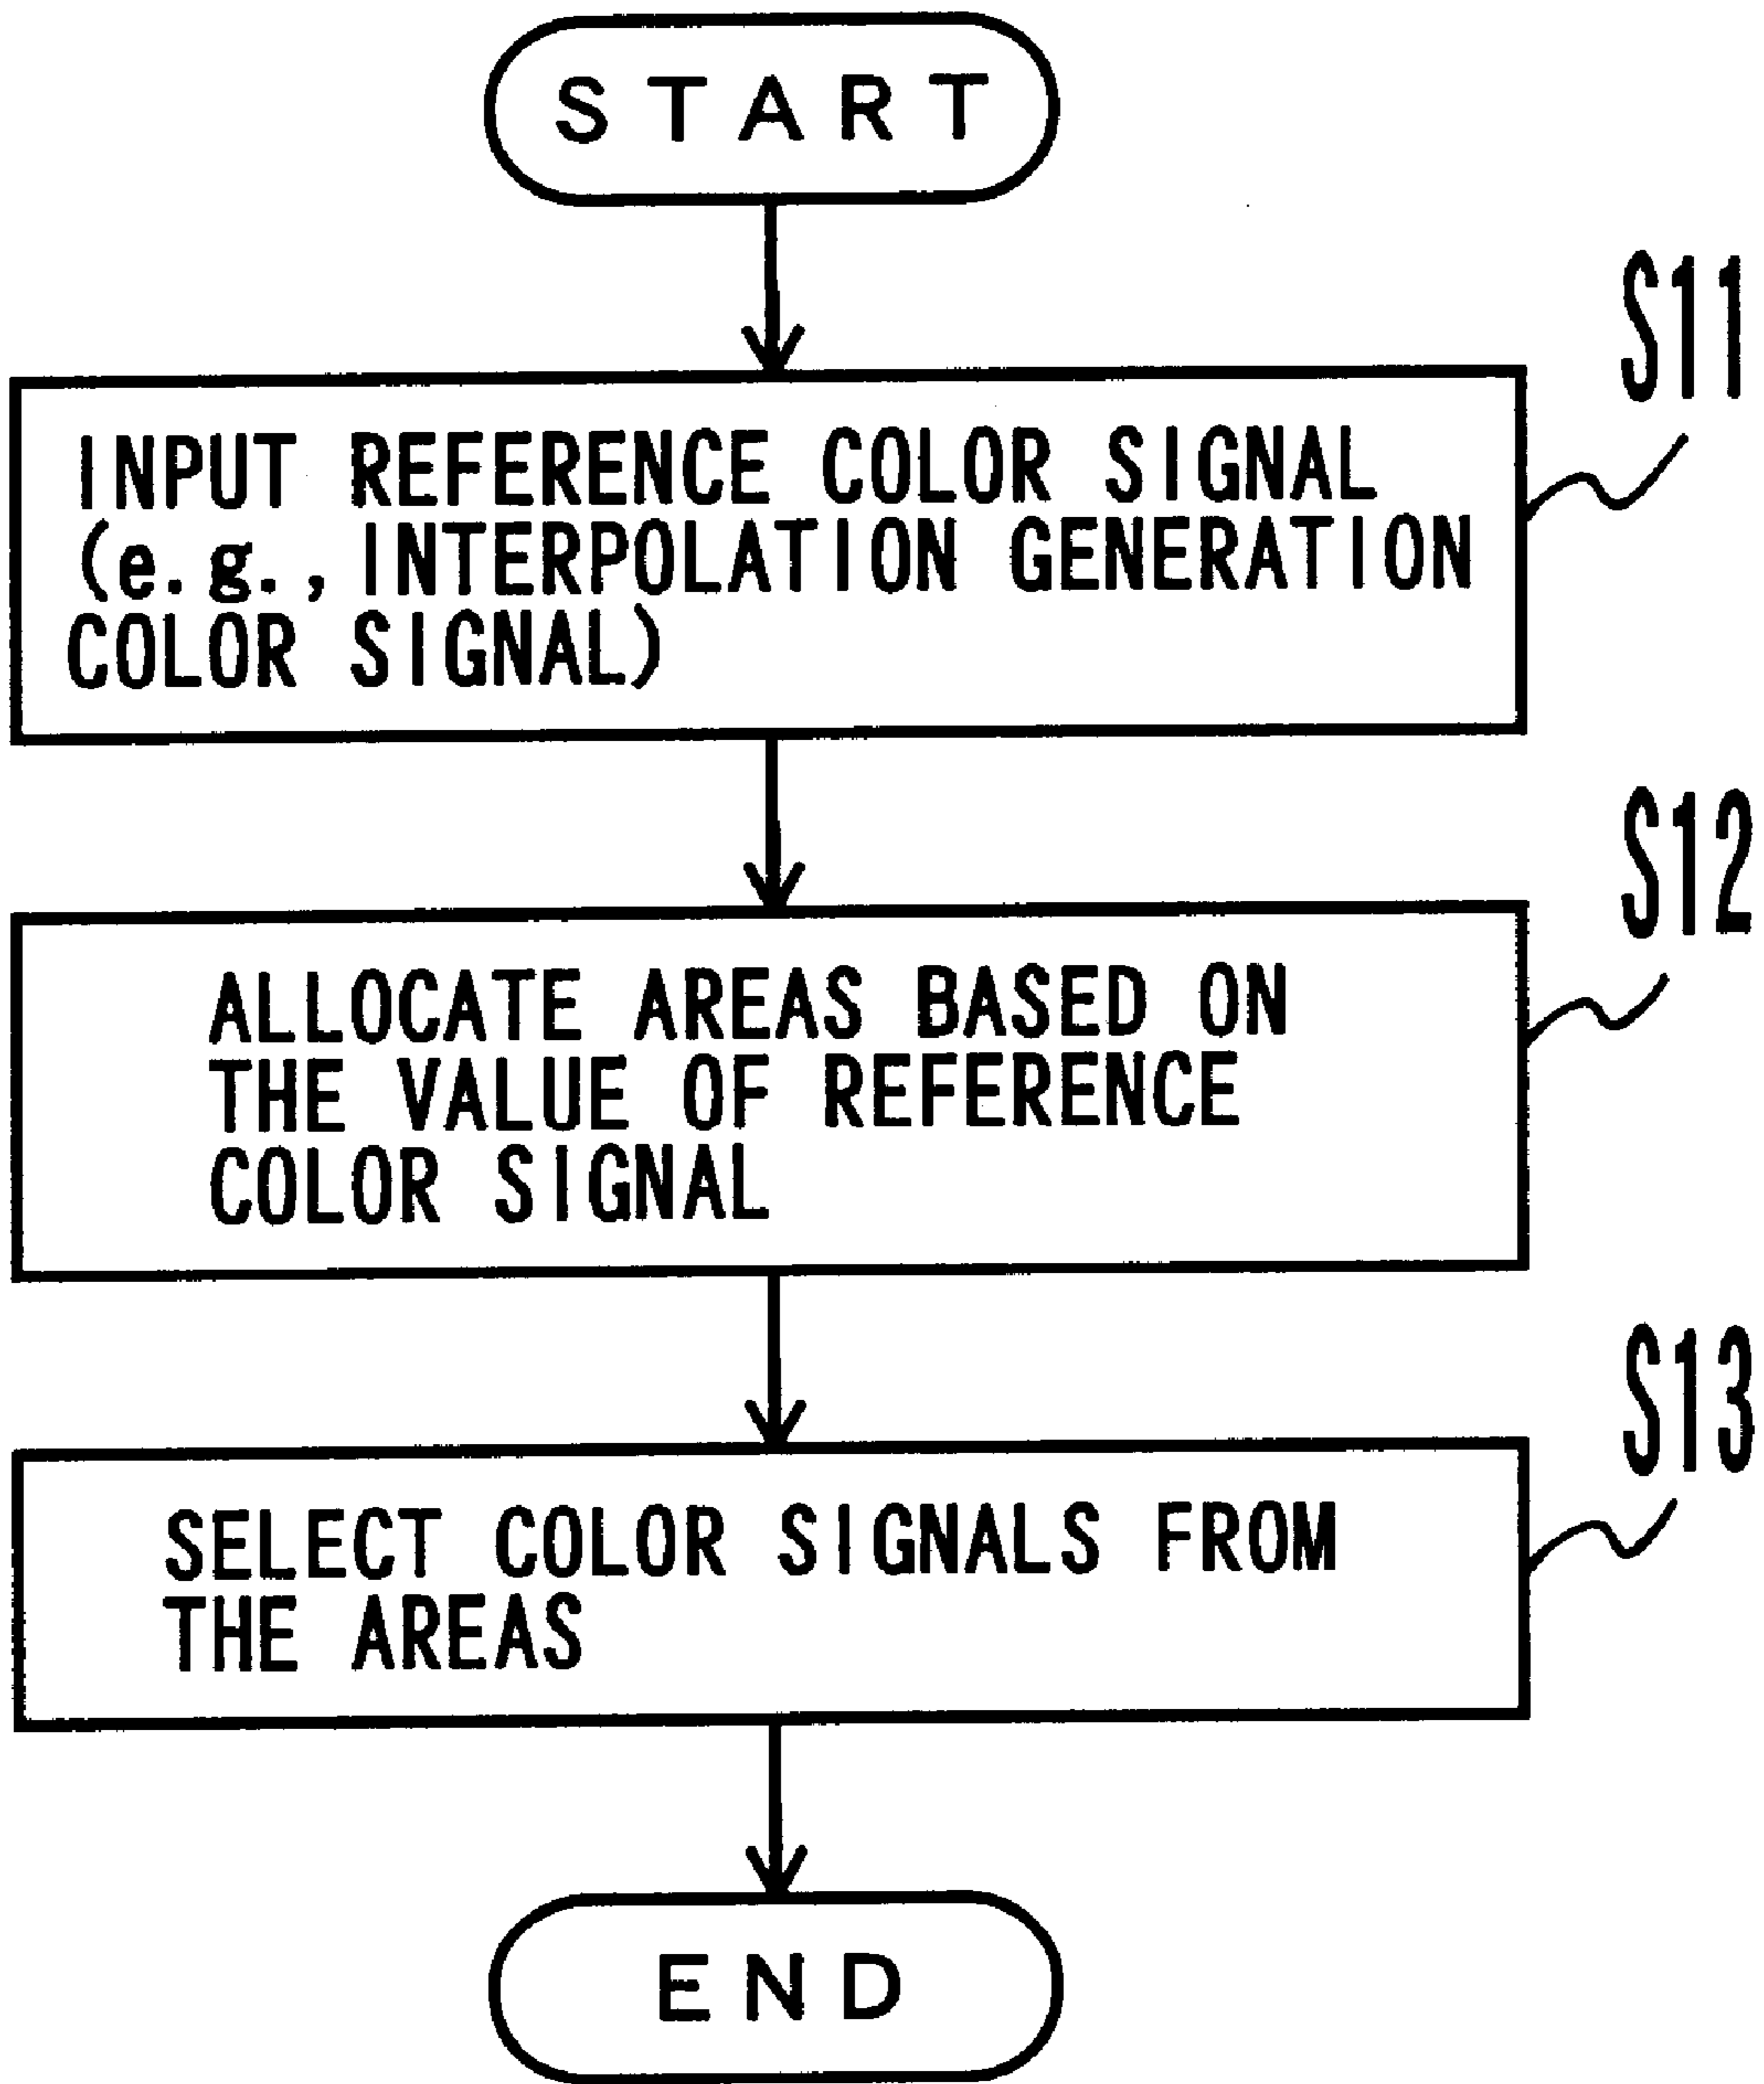 START
S11
INPUT REFERENCE COLOR SIGNAL
(e.g., INTERPOLATION GENERATION
COLOR SIGNAL)
S12
ALLOCATE AREAS BASED ON
THE VALUE OF REFERENCE
COLOR SIGNAL
S13
SELECT COLOR SIGNALS FROM
THE AREAS
END